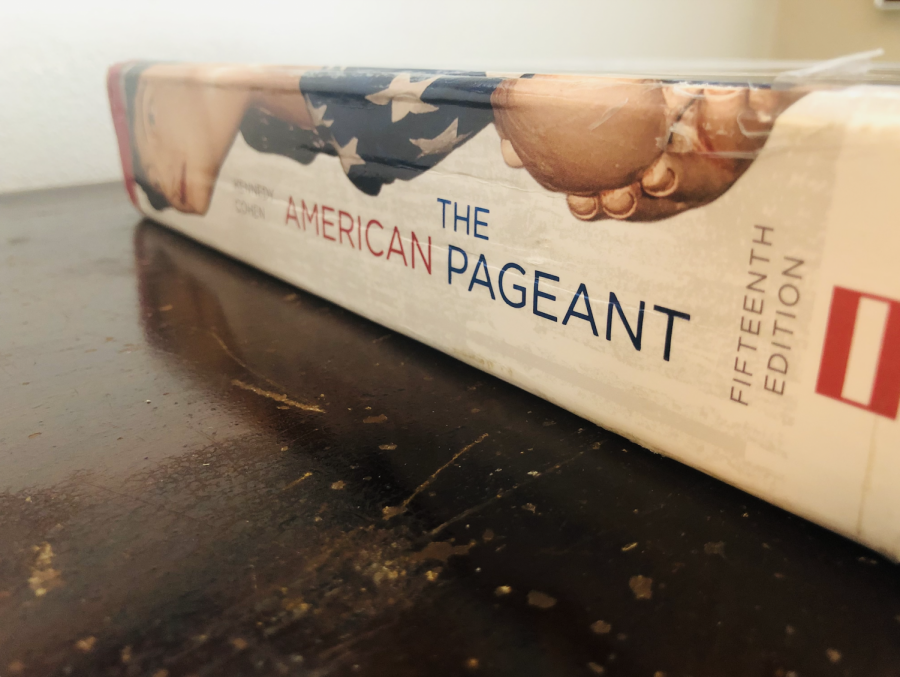 KENNEDY
COHEN
THE
AMERICAN
PAGEANT
FIFTEENTH
EDITION